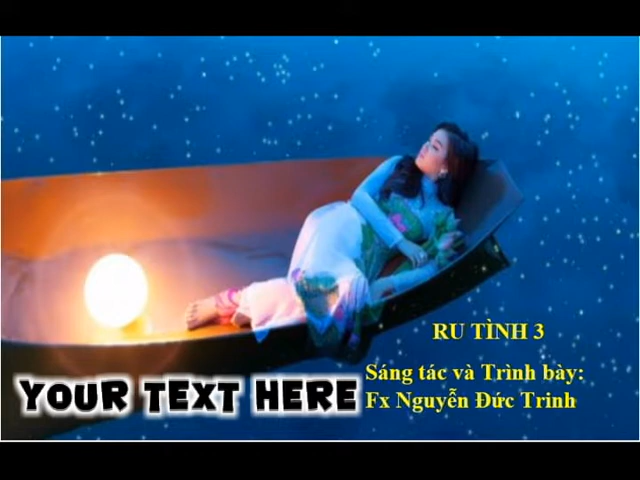 RU TÌNH 3
Sáng tác và Trình bày:
YOUR TEXT HERE
Fx Nguyễn Đức Trinh